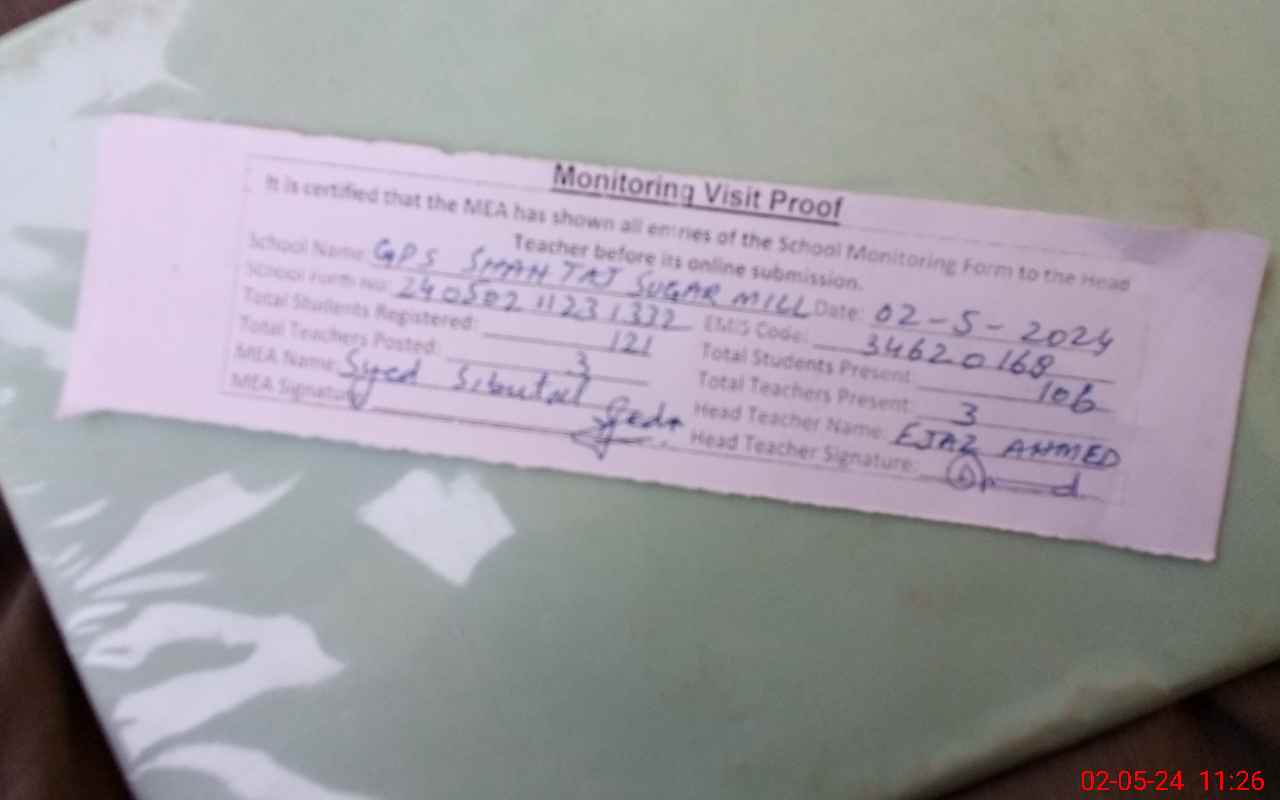 Monitoring Visit Proof
It is certified that the MEA has shown all entries of the School Monitoring Form to the Head
Teacher before its online submission.
School Name: GPS SHAH TAJ SUGAR MILL Date: 02-5-2024
School Form No: 240502 11231332 EMIS Code: 34620168
Total Students Registered: 121 Total Students Present: 106
Total Teachers Posted: 3 Total Teachers Present: 3
MEA Name: Syed Head Teacher Name: EJAZ AHMED
MEA Signature Head Teacher Signature:
02-05-24 11:26